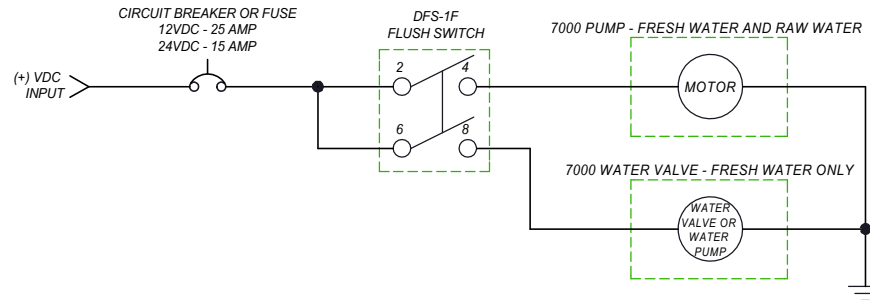 CIRCUIT BREAKER OR FUSE
12VDC - 25 AMP
24VDC - 15 AMP
(+) VDC
INPUT
DFS-1F
FLUSH SWITCH
2
4
6
8
7000 PUMP - FRESH WATER AND RAW WATER
MOTOR
7000 WATER VALVE - FRESH WATER ONLY
WATER
VALVE OR
WATER
PUMP